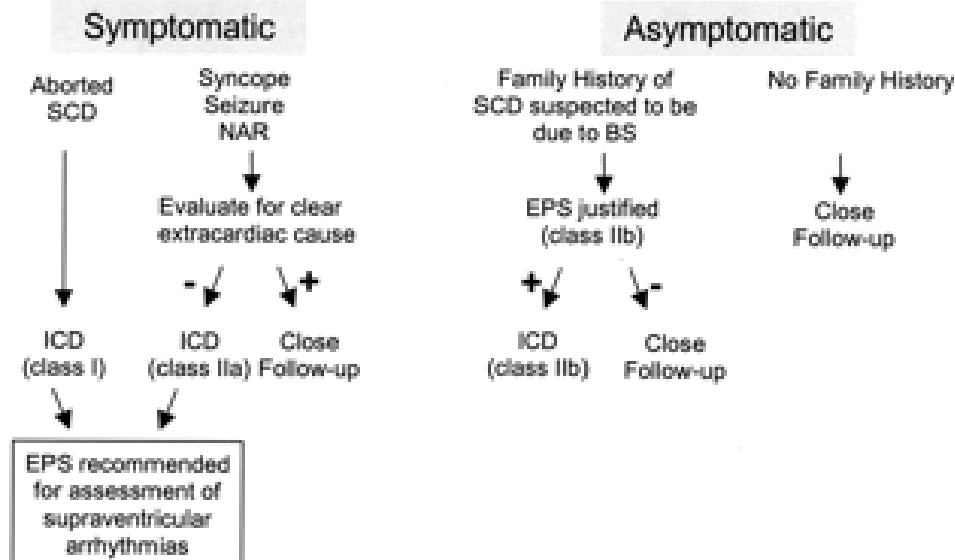 Symptomatic
Aborted
SCD
Syncope
Seizure
NAR
Evaluate for clear
extracardiac cause
-
+
ICD
(class I)
ICD
(class IIa)
Close
Follow-up
EPS recommended
for assessment of
supraventricular
arrhythmias
Asymptomatic
Family History of
SCD suspected to be
due to BS
EPS justified
(class IIb)
+
-
ICD
(class IIb)
Close
Follow-up
No Family History
Close
Follow-up